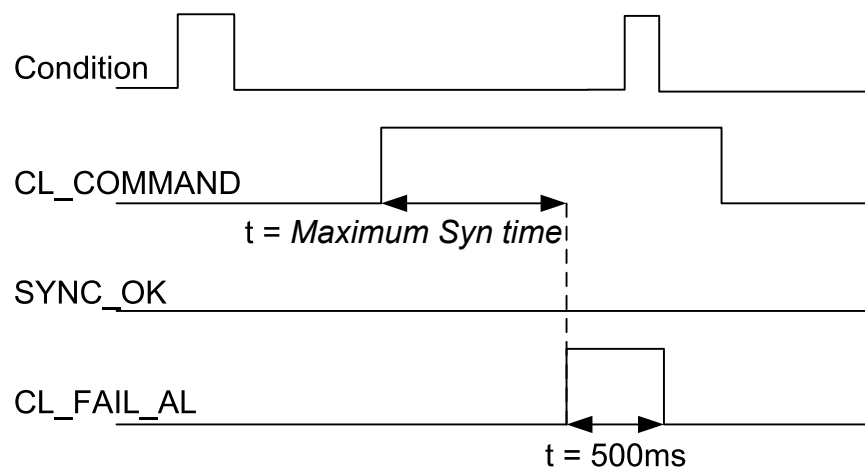 Condition
CL_COMMAND
t = Maximum Syn time
SYNC_OK
CL_FAIL_AL
t = 500ms